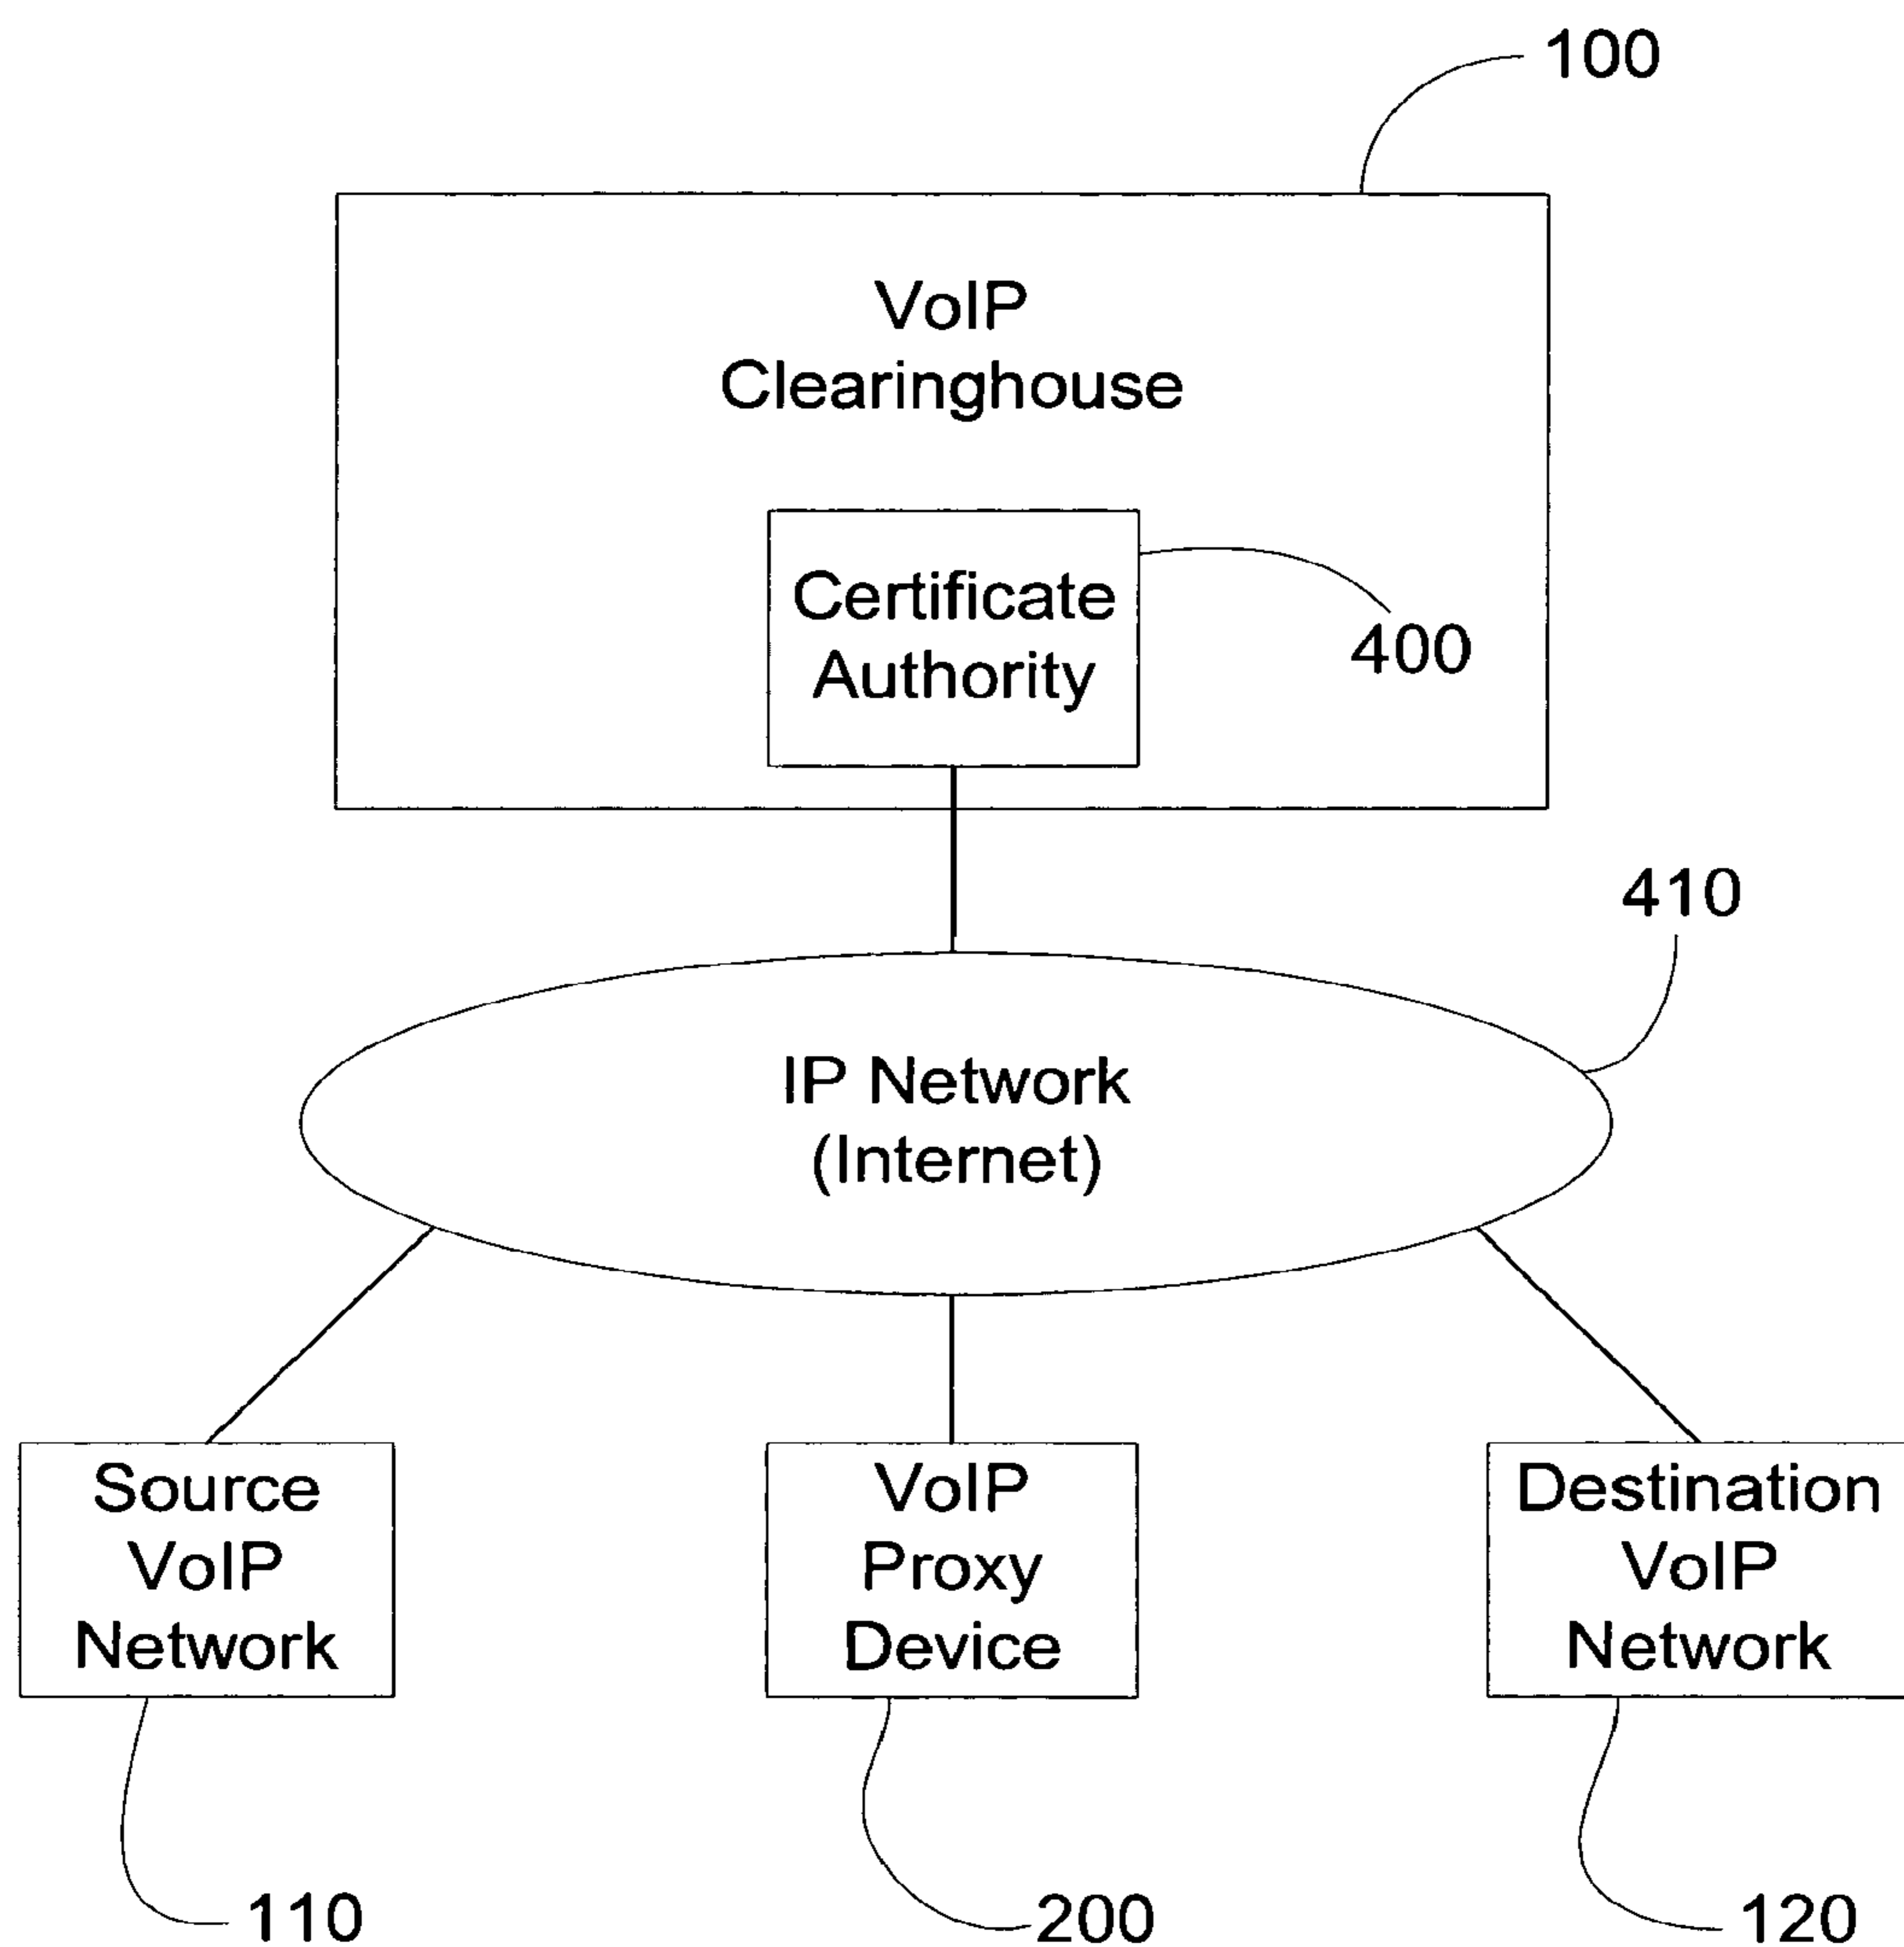 100
VoIP
Clearinghouse
Certificate
Authority
400
410
IP Network
(Internet)
Source
VoIP
Network
VoIP
Proxy
Device
Destination
VoIP
Network
110
200
120